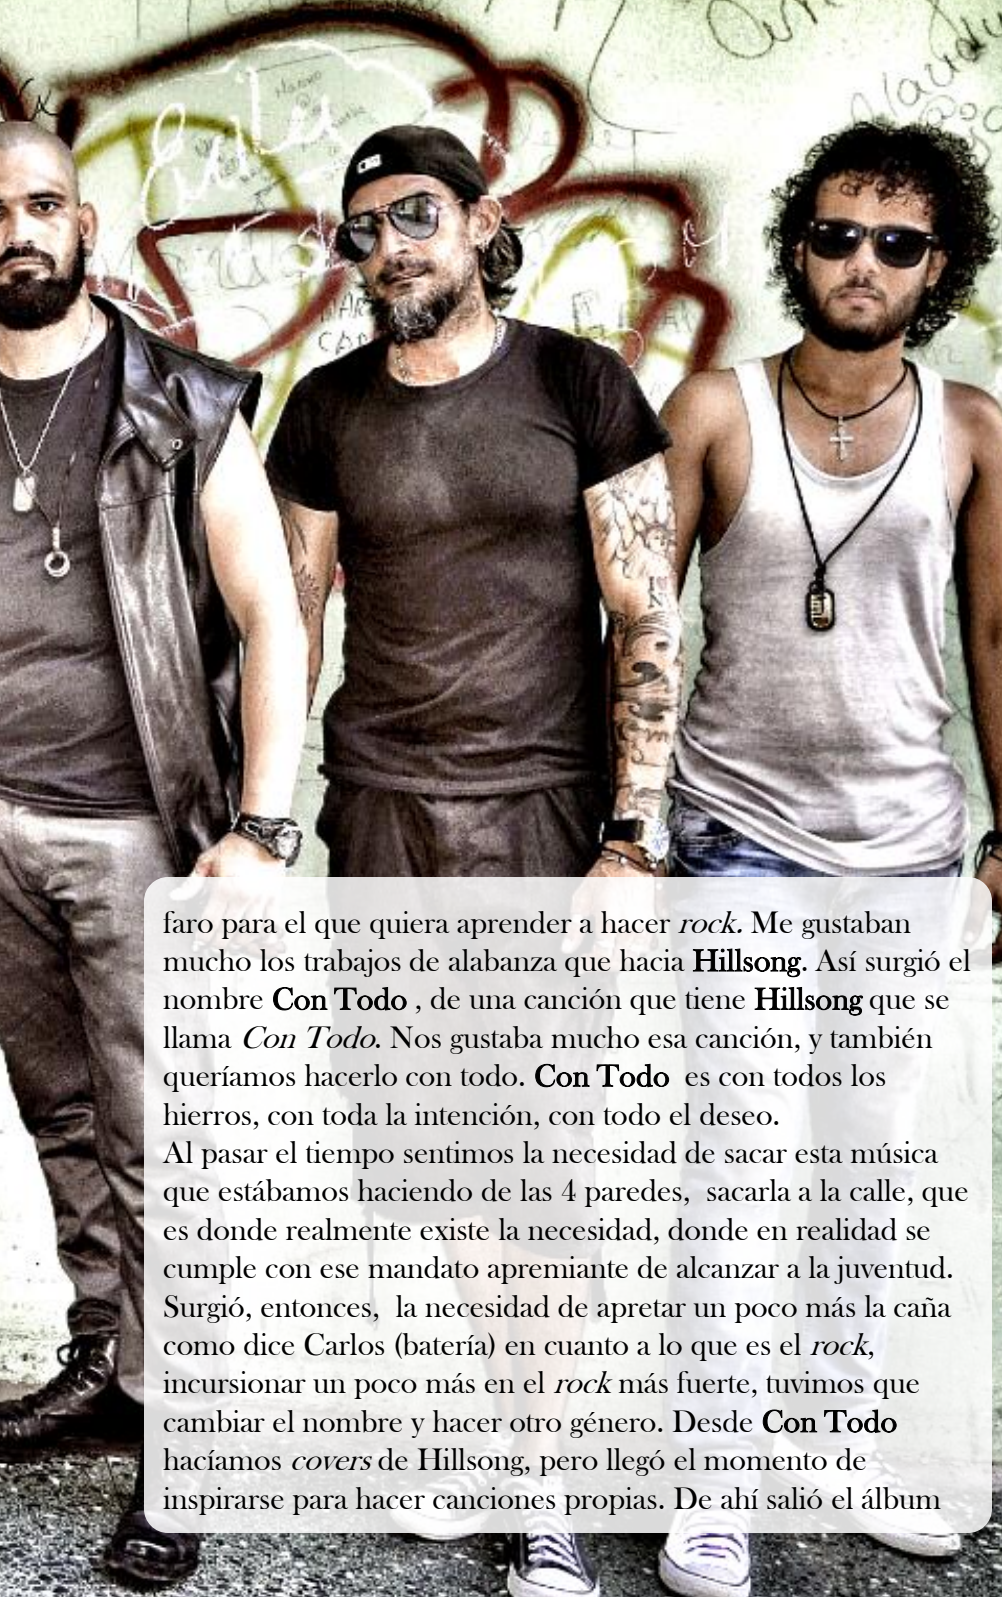 faro para el que quiera aprender a hacer rock. Me gustaban
mucho los trabajos de alabanza que hacia Hillsong. Así surgió el
nombre Con Todo , de una canción que tiene Hillsong que se
llama Con Todo. Nos gustaba mucho esa canción, y también
queríamos hacerlo con todo. Con Todo  es con todos los
hierros, con toda la intención, con todo el deseo.
Al pasar el tiempo sentimos la necesidad de sacar esta música
que estábamos haciendo de las 4 paredes,  sacarla a la calle, que
es donde realmente existe la necesidad, donde en realidad se
cumple con ese mandato apremiante de alcanzar a la juventud.
Surgió, entonces,  la necesidad de apretar un poco más la caña
como dice Carlos (batería) en cuanto a lo que es el rock,
incursionar un poco más en el rock más fuerte, tuvimos que
cambiar el nombre y hacer otro género. Desde Con Todo
hacíamos covers de Hillsong, pero llegó el momento de
inspirarse para hacer canciones propias. De ahí salió el álbum